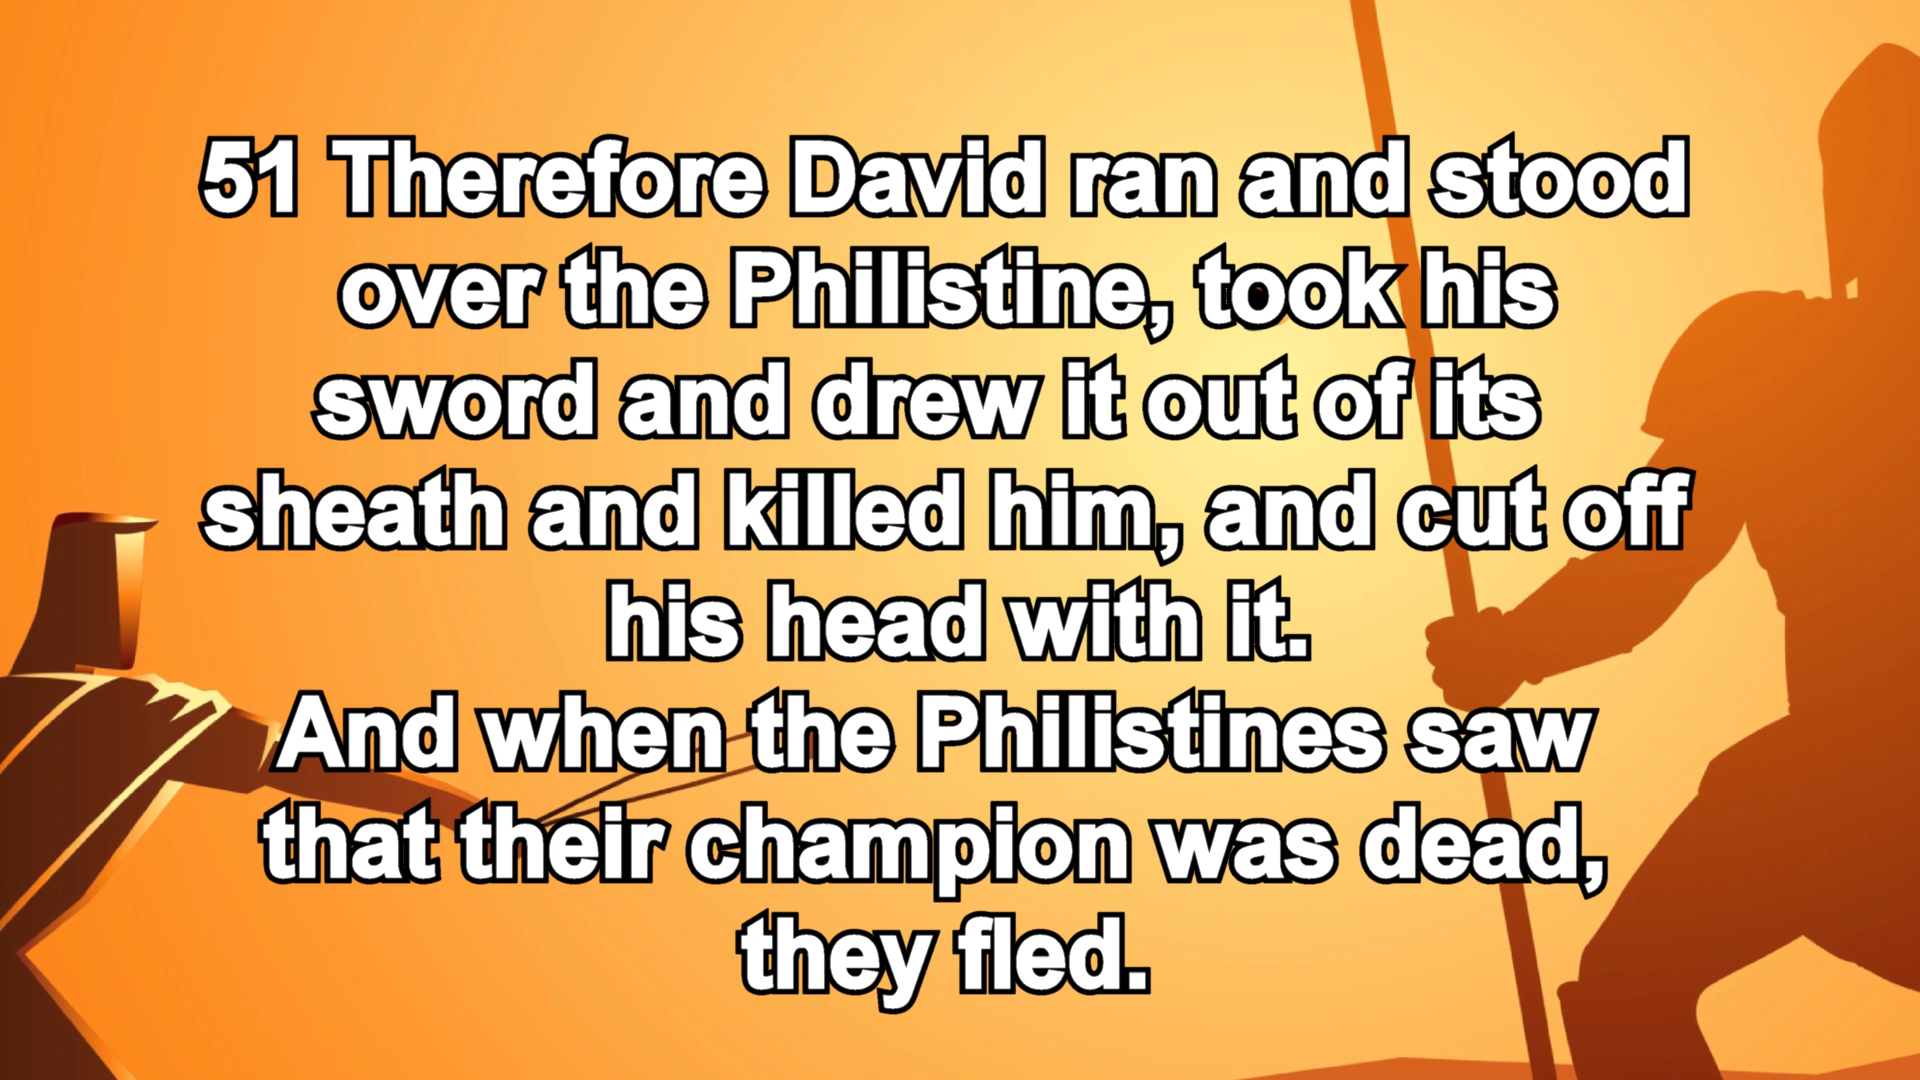 51 Therefore David ran and stood
over the Philistine, took his
sword and drew it out of its
sheath and killed him, and cut off
his head with it.
And when the Philistines saw
that their champion was dead,
they fled.